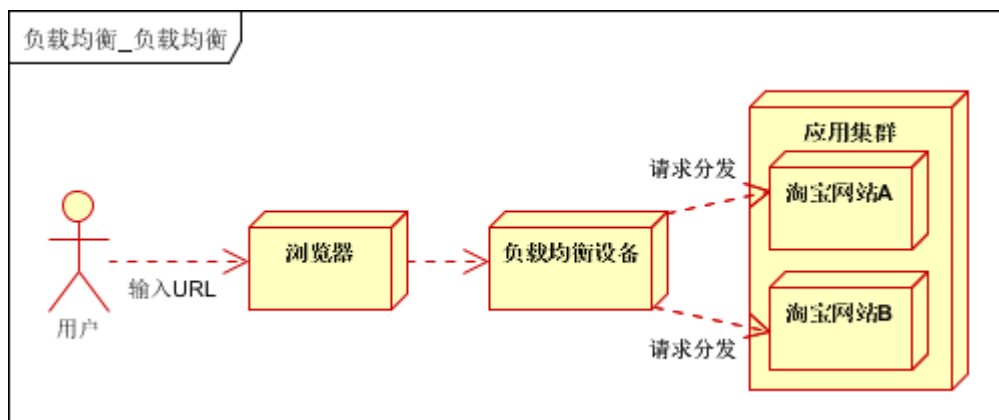 负载均衡_负载均衡
应用集群
请求分发
淘宝网站A
浏览器
负载均衡设备
输入URL
用户
淘宝网站B
请求分发